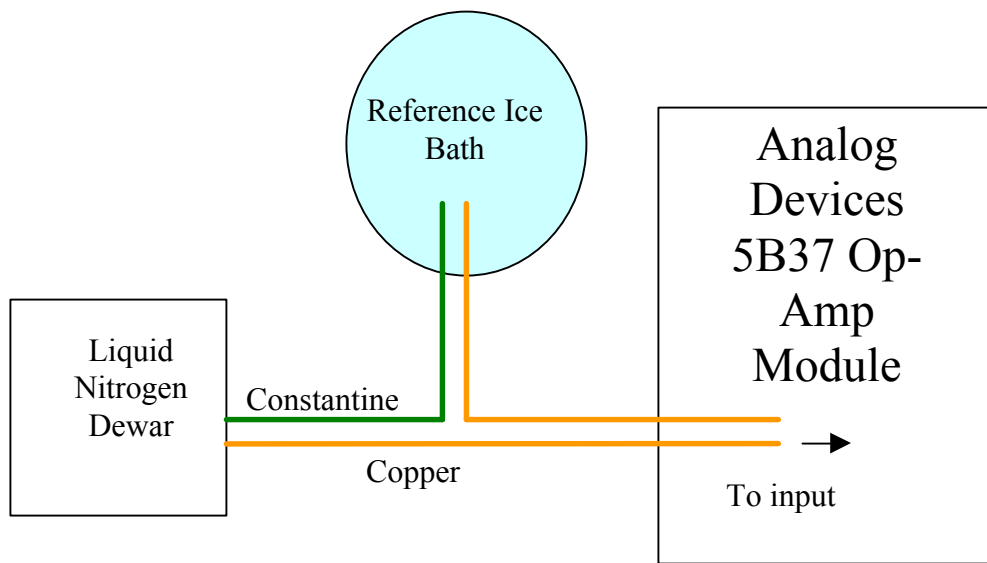 Reference Ice
Bath
Analog
Devices
5B37 Op-
Amp
Module
Liquid
Nitrogen
Dewar
Constantine
Copper
To input